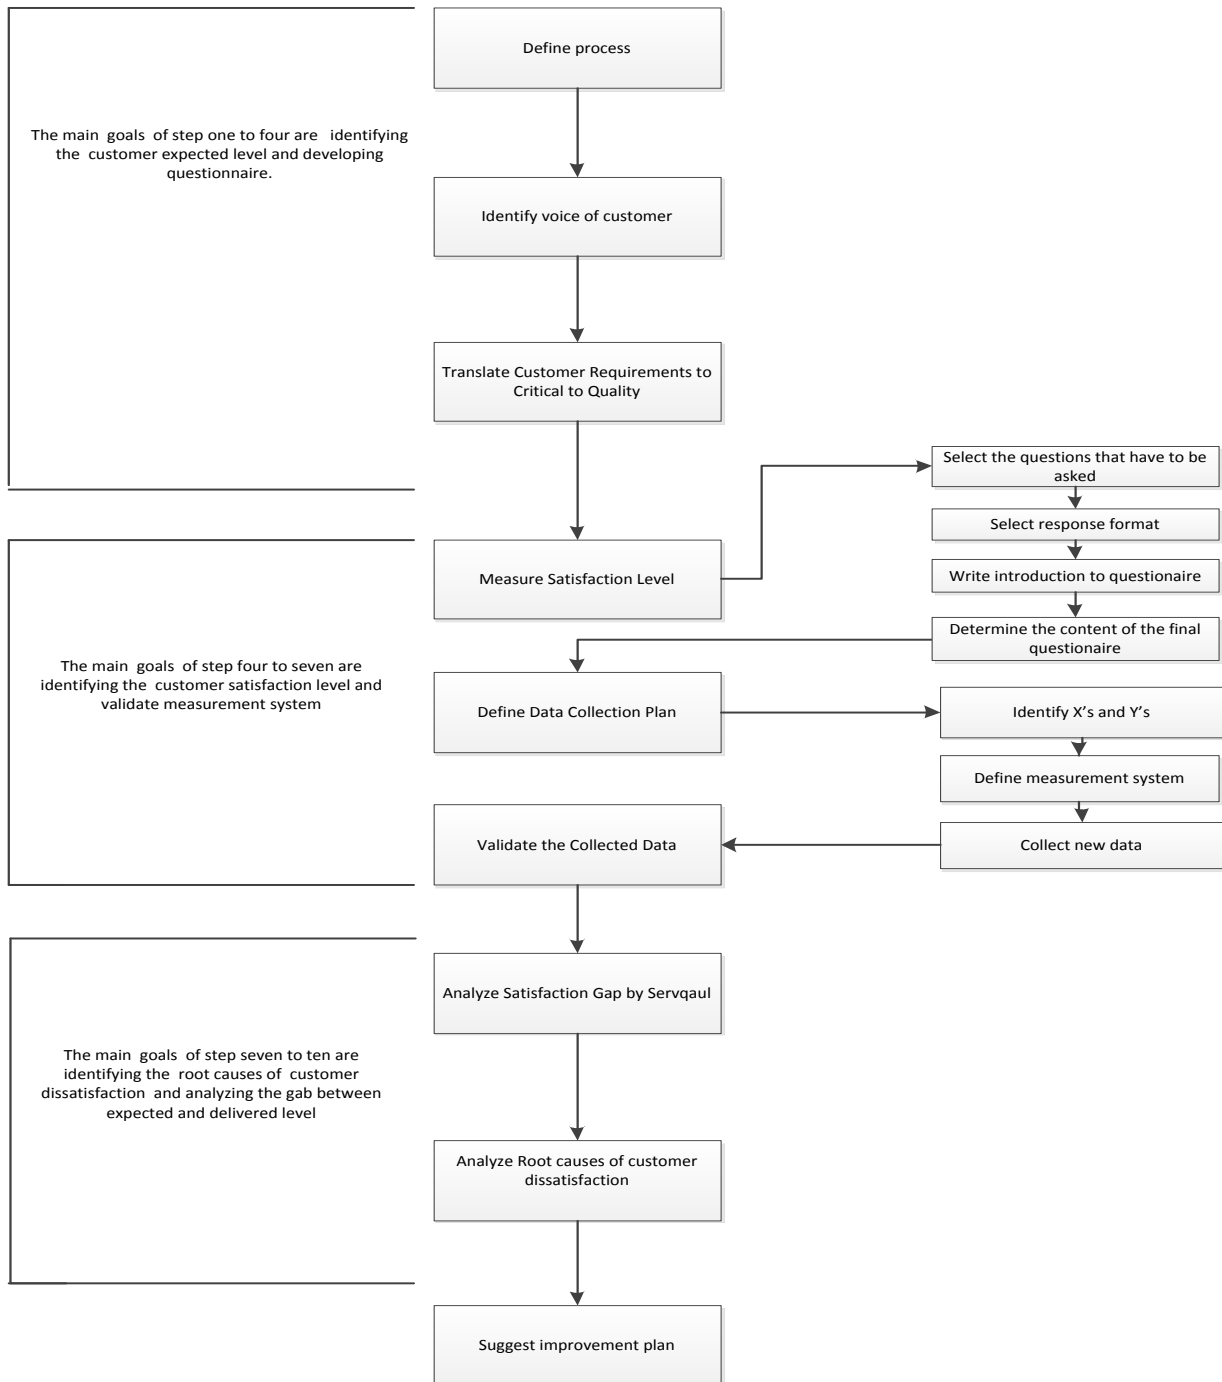 Define process
The main goals of step one to four are identifying
the customer expected level and developing
questionnaire.
Identify voice of customer
Translate Customer Requirements to
Critical to Quality
Select the questions that have to be
asked
Select response format
Measure Satisfaction Level
Write introduction to questionaire
Determine the content of the final
questionaire
The main goals of step four to seven are
identifying the customer satisfaction level and
validate measurement system
Define Data Collection Plan
Identify X's and Y's
Define measurement system
Validate the Collected Data
Collect new data
Analyze Satisfaction Gap by Servqaul
The main goals of step seven to ten are
identifying the root causes of customer
dissatisfaction and analyzing the gab between
expected and delivered level
Analyze Root causes of customer
dissatisfaction
Suggest improvement plan